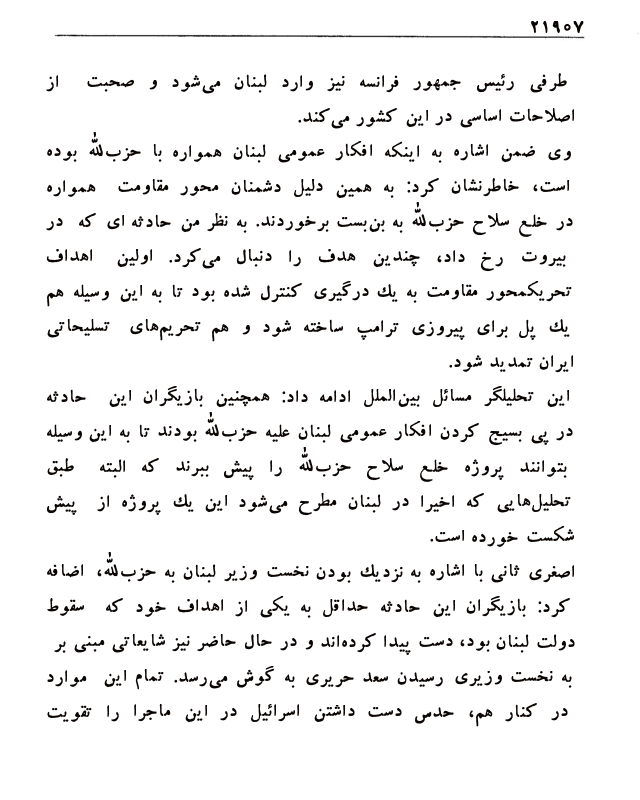 ۲۱۹۰۷
طرفی رئیس جمهور فرانسه نیز وارد لبنان می‌شود و صحبت از
اصلاحات اساسی در این کشور می‌کند.
وی ضمن اشاره به اینکه افکار عمومی لبنان همواره با حزب‌الله بوده
است، خاطرنشان کرد: به همین دلیل دشمنان محور مقاومت همواره
در خلع سلاح حزب‌الله به بن‌بست برخوردند. به نظر من حادثه ای که در
بیروت رخ داد، چندین هدف را دنبال می‌کرد. اولین اهداف
تحریکمحور مقاومت به یك درگیری کنترل شده بود تا به این وسیله هم
یك پل برای پیروزی ترامپ ساخته شود و هم تحریم‌های تسلیحاتی
ایران تمدید شود.
این تحلیلگر مسائل بین‌الملل ادامه داد: همچنین بازیگران این حادثه
در پی بسیج کردن افکار عمومی لبنان علیه حزب‌الله بودند تا به این وسیله
بتوانند پروژه خلع سلاح حزب‌الله را پیش ببرند که البته طبق
تحلیل‌هایی که اخیرا در لبنان مطرح می‌شود این یك پروژه از پیش
شکست خورده است.
اصغری ثانی با اشاره به نزدیك بودن نخست وزیر لبنان به حزب‌الله، اضافه
کرد: بازیگران این حادثه حداقل به یکی از اهداف خود که سقوط
دولت لبنان بود، دست پیدا کرده‌اند و در حال حاضر نیز شایعاتی مبنی بر
به نخست وزیری رسیدن سعد حریری به گوش می‌رسد. تمام این موارد
در کنار هم، حدس دست داشتن اسرائیل در این ماجرا را تقویت